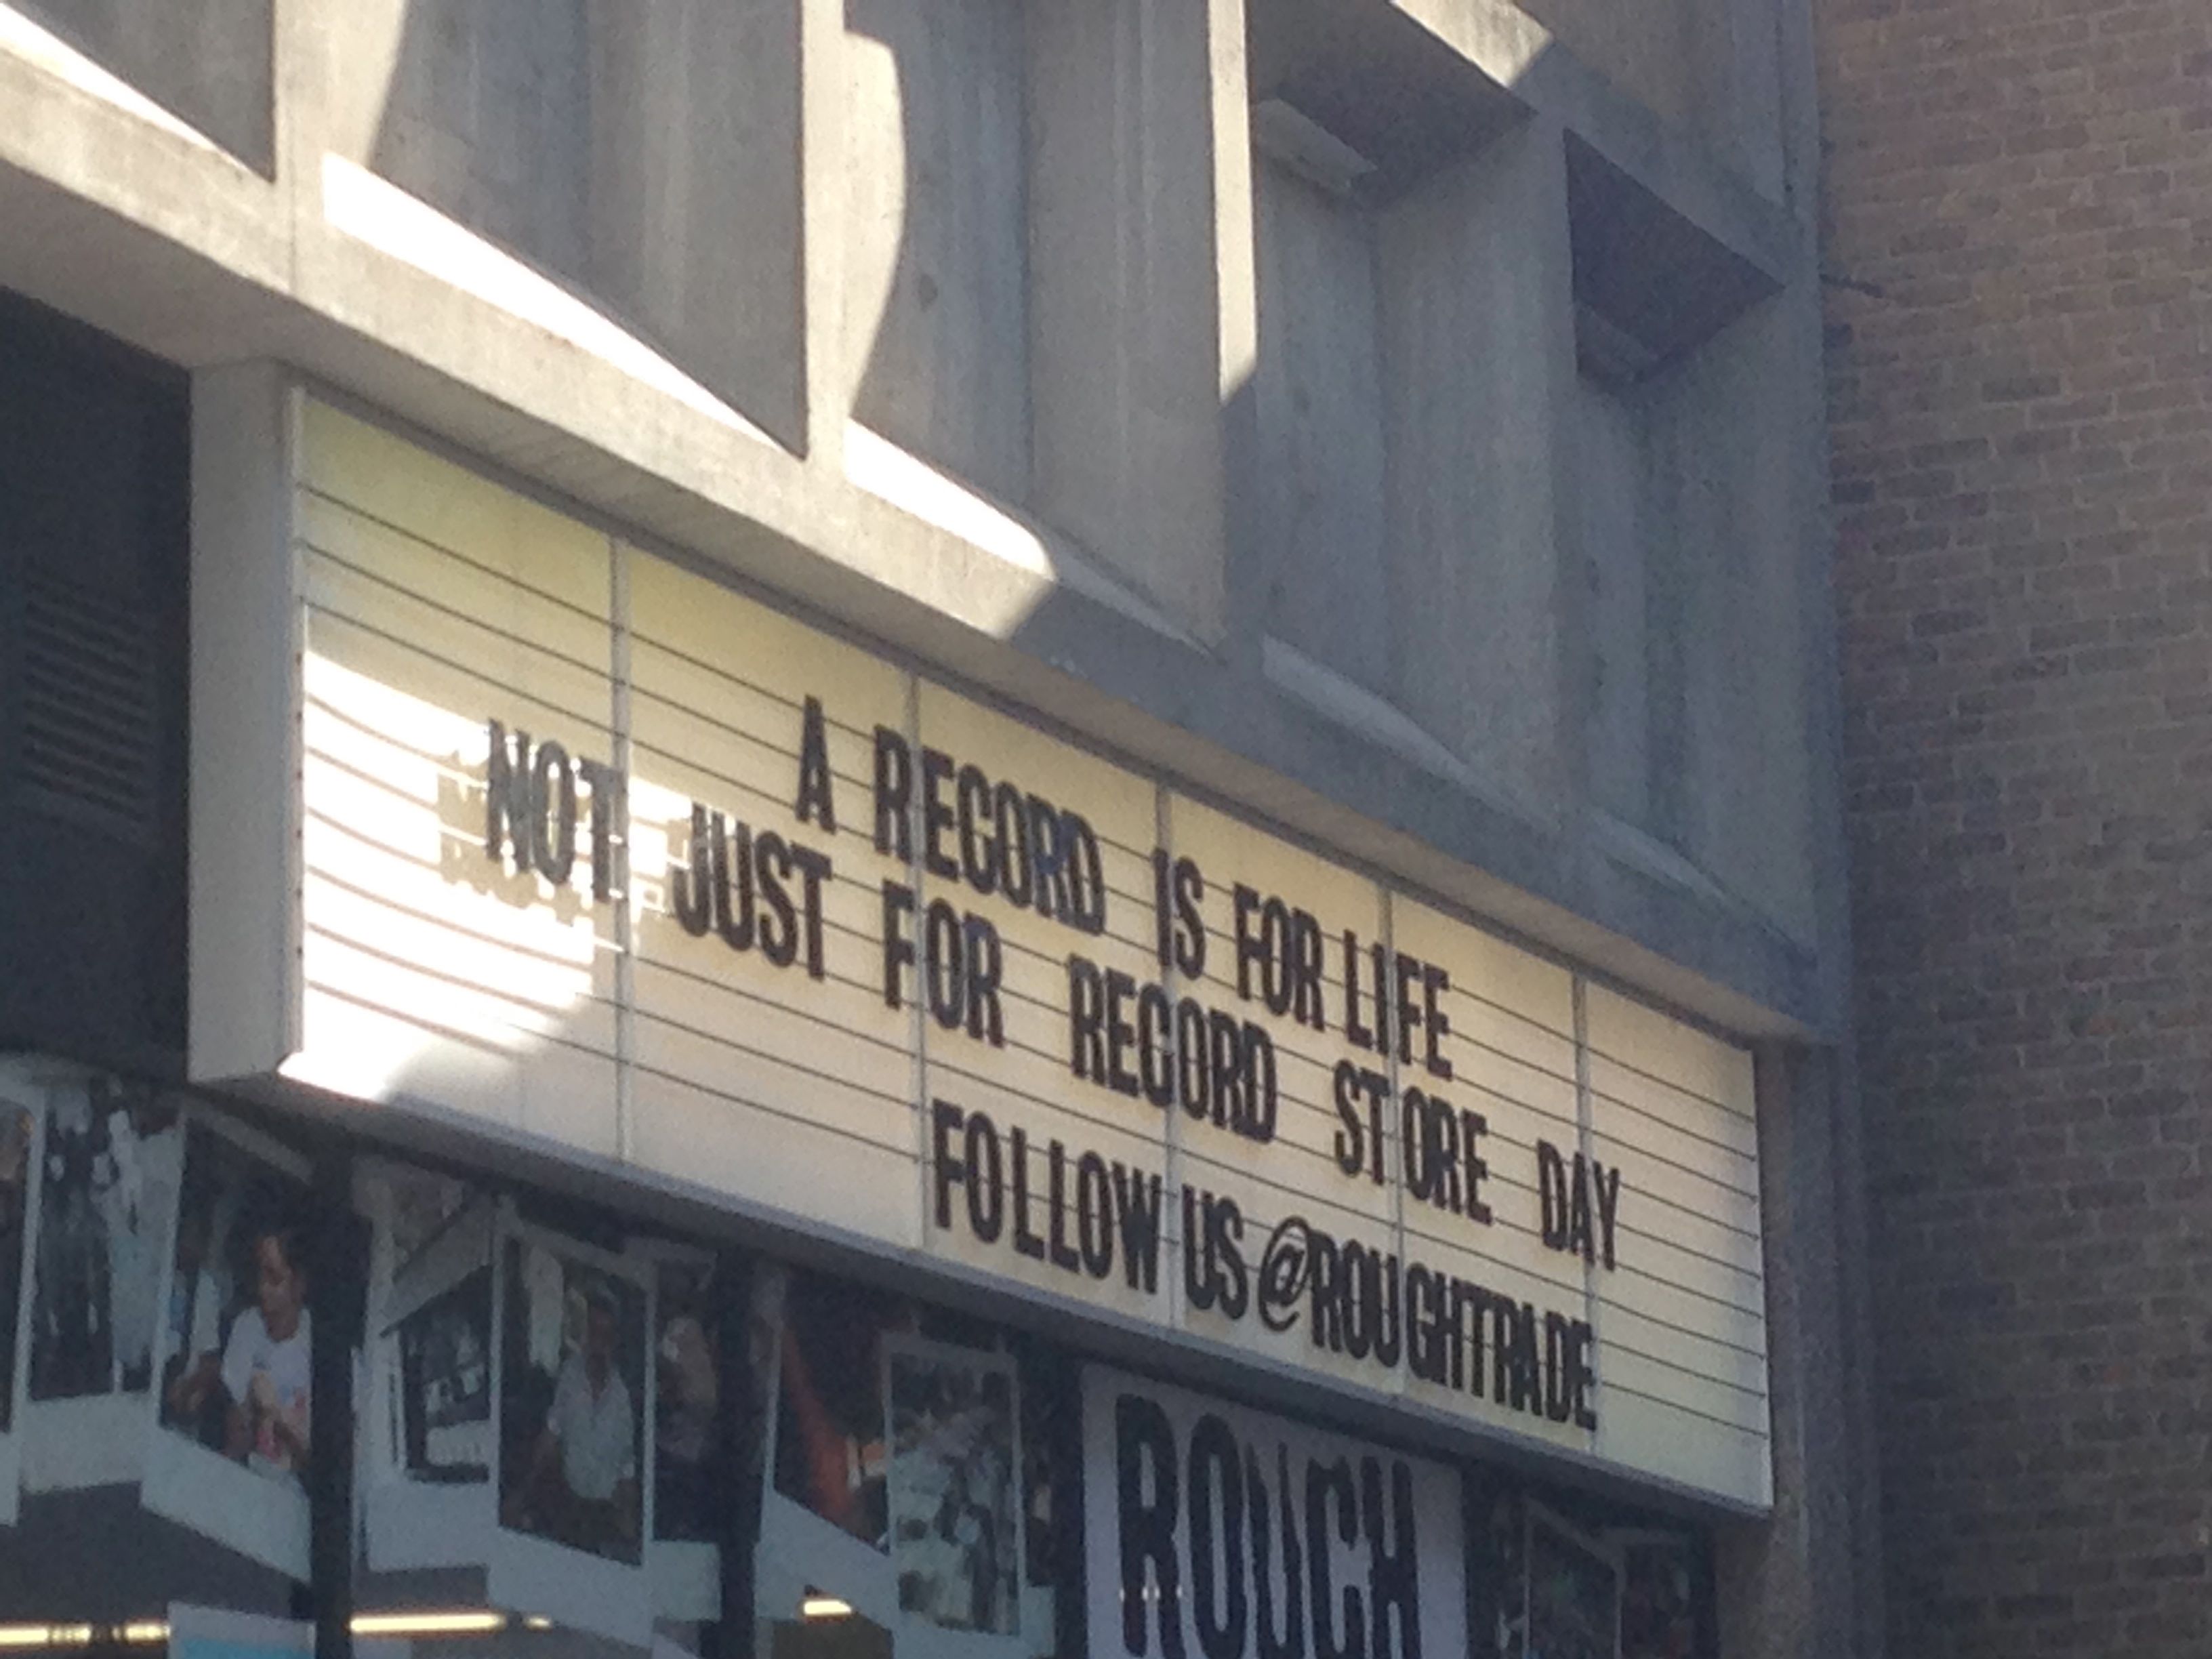 A RECORD IS FOR LIFE
NOT JUST FOR RECORD STORE DAY
FOLLOW US @ROUGHTRADE
ROUGH